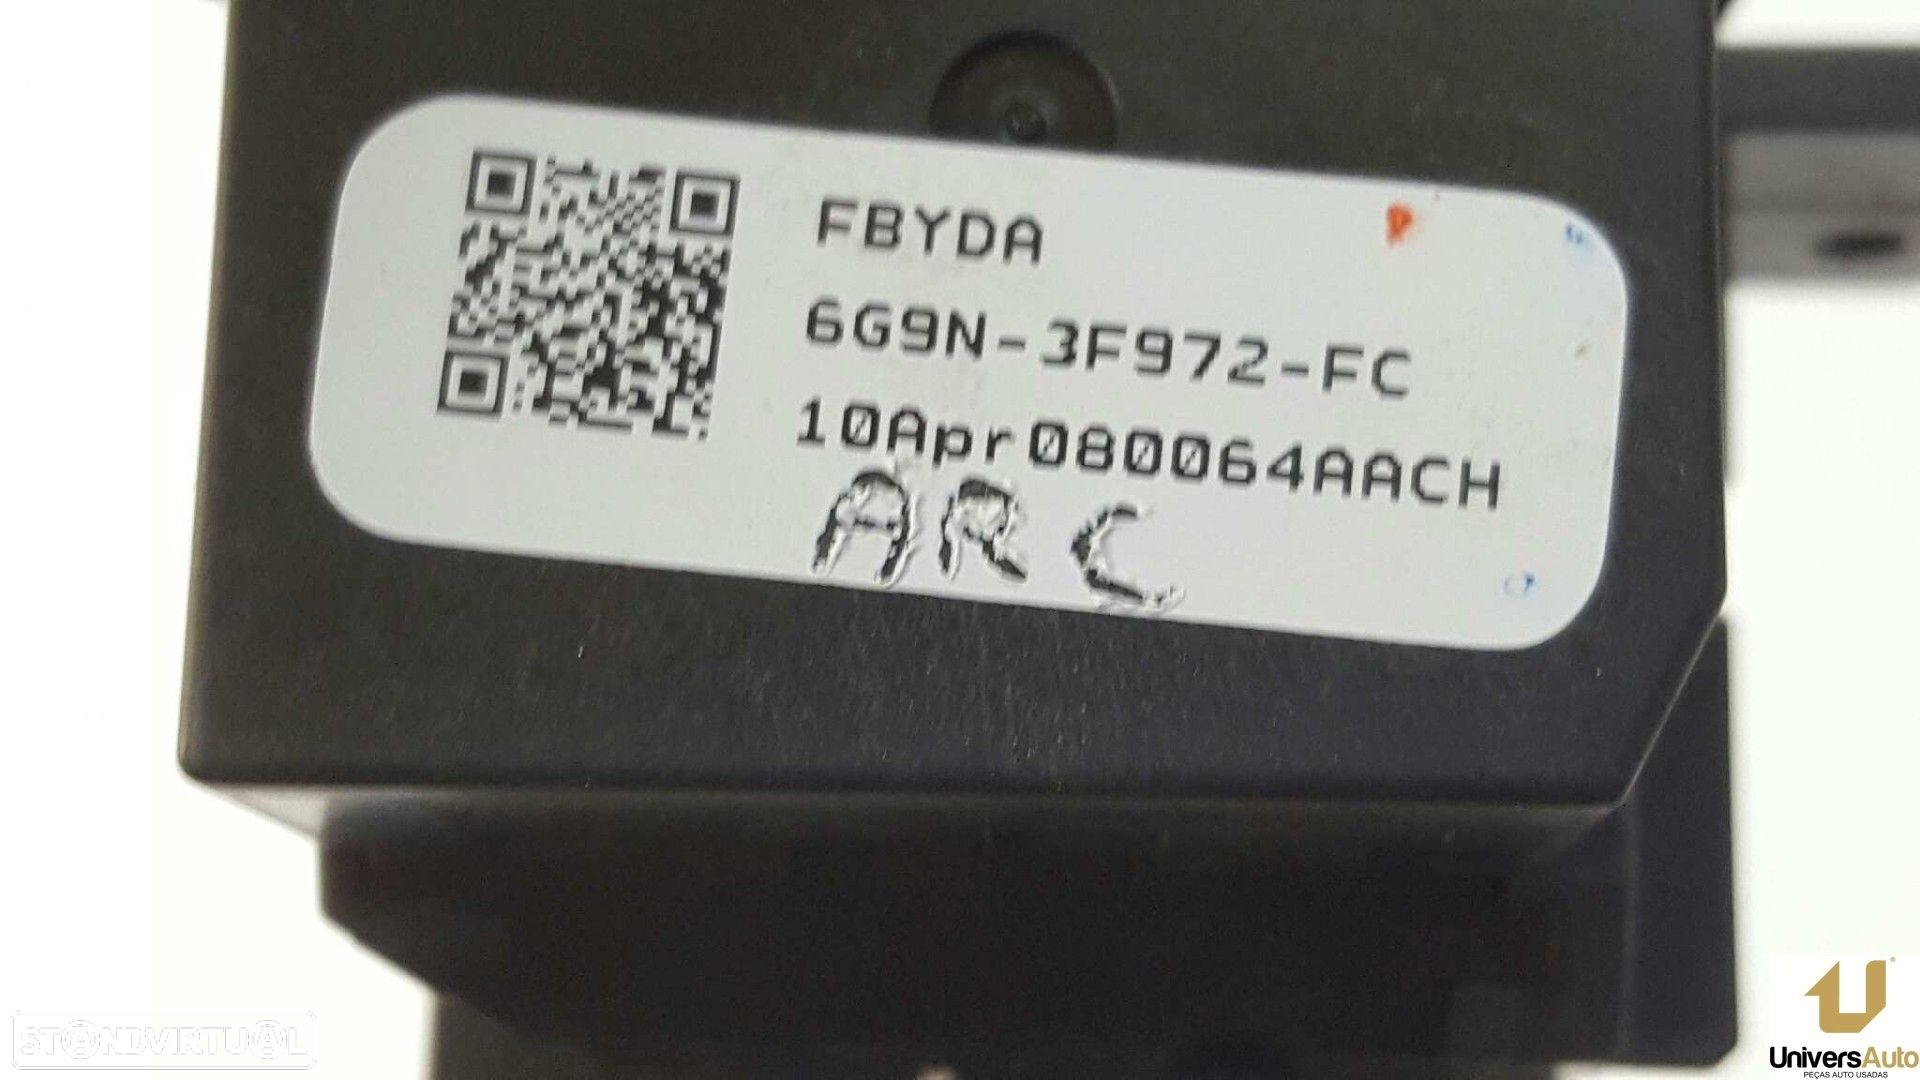 FBYDA
6G9N-3F972-FC
10Apr080064AACH
ARC
STANDVIRTUAL
UniversAuto
PEÇAS AUTO USADAS